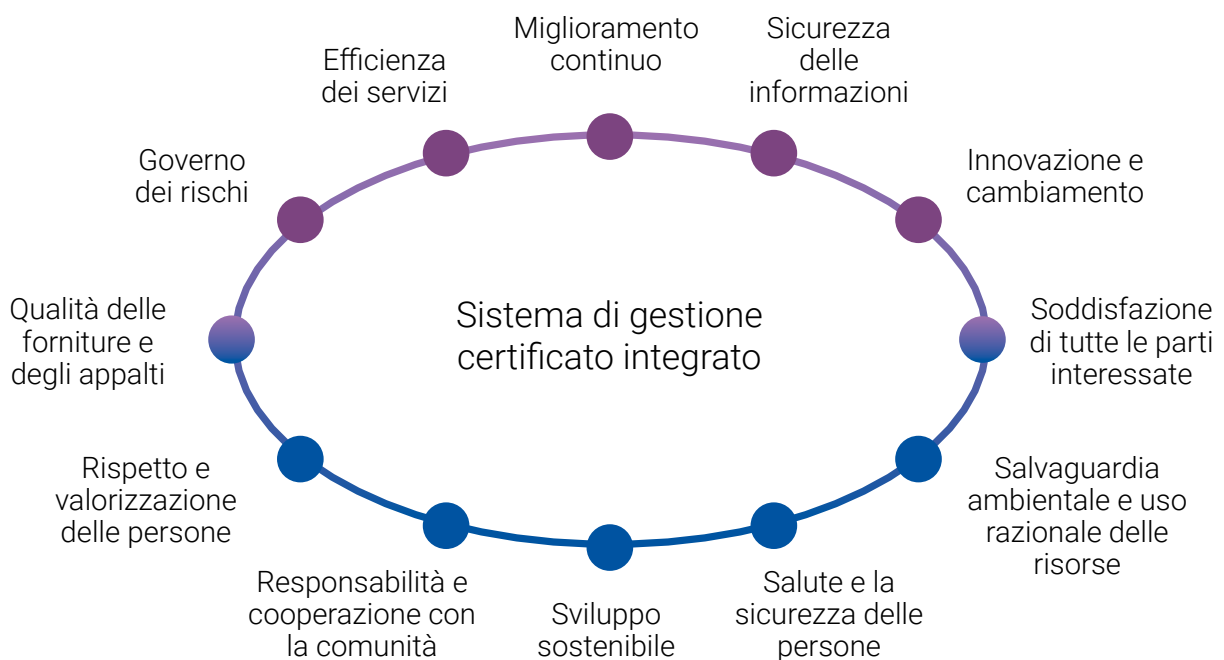 Miglioramento
continuo
Sicurezza
delle
informazioni
Efficienza
dei servizi
Governo
dei rischi
Innovazione e
cambiamento
Qualità delle
forniture e
degli appalti
Sistema di gestione
certificato integrato
Soddisfazione
di tutte le parti
interessate
Rispetto e
valorizzazione
delle persone
Salvaguardia
ambientale e uso
razionale delle
risorse
Responsabilità e
cooperazione con
la comunità
Sviluppo
sostenibile
Salute e la
sicurezza delle
persone